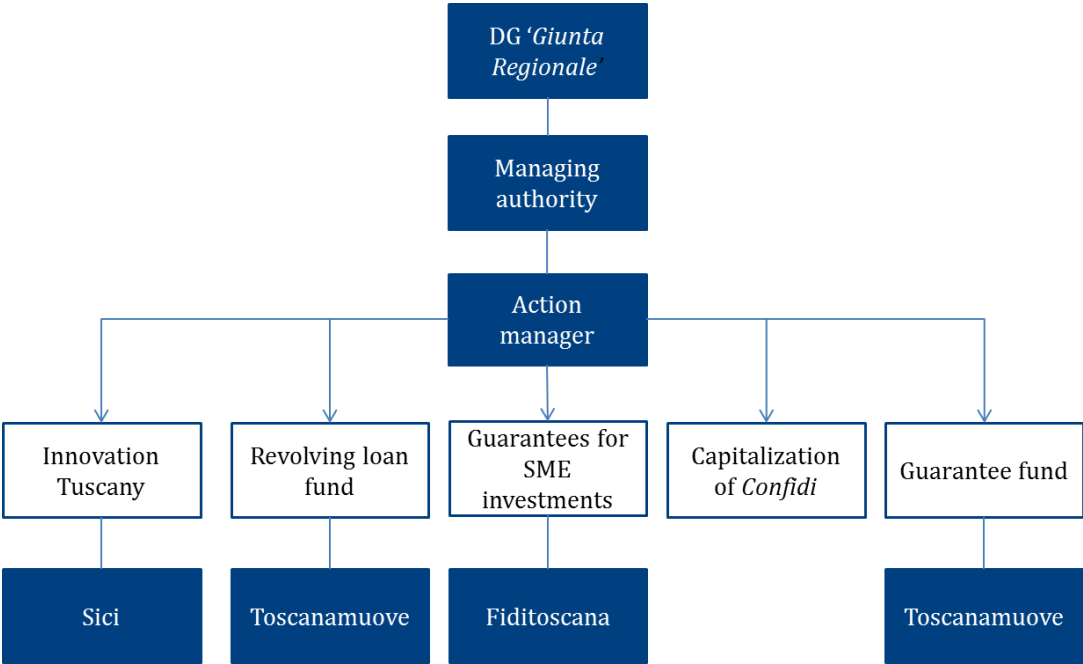 DG ‘Giunta
Regionale’
Managing
authority
Action
manager
Innovation
Tuscany
Revolving loan
fund
Guarantees for
SME
investments
Capitalization
of Confidi
Guarantee fund
Sici
Toscanamuove
Fiditoscana
Toscanamuove